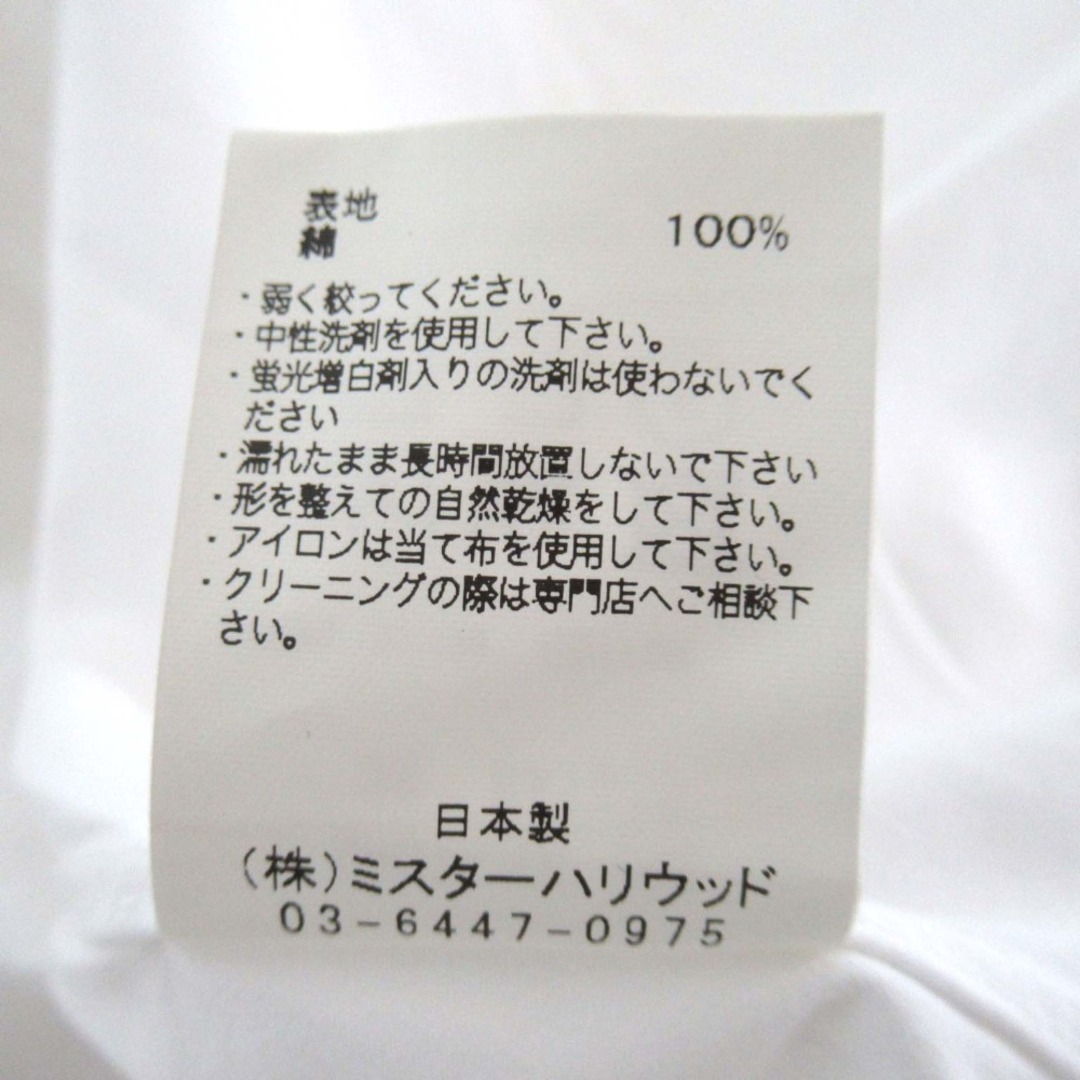 表地
綿 100%
・弱く絞ってください。
・中性洗剤を使用して下さい。
・蛍光増白剤入りの洗剤は使わないでく
ださい
・濡れたまま長時間放置しないで下さい
・形を整えての自然乾燥をして下さい。
・アイロンは当て布を使用して下さい。
・クリーニングの際は専門店へご相談下
さい。
日本製
(株)ミスターハリウッド
03-6447-0975